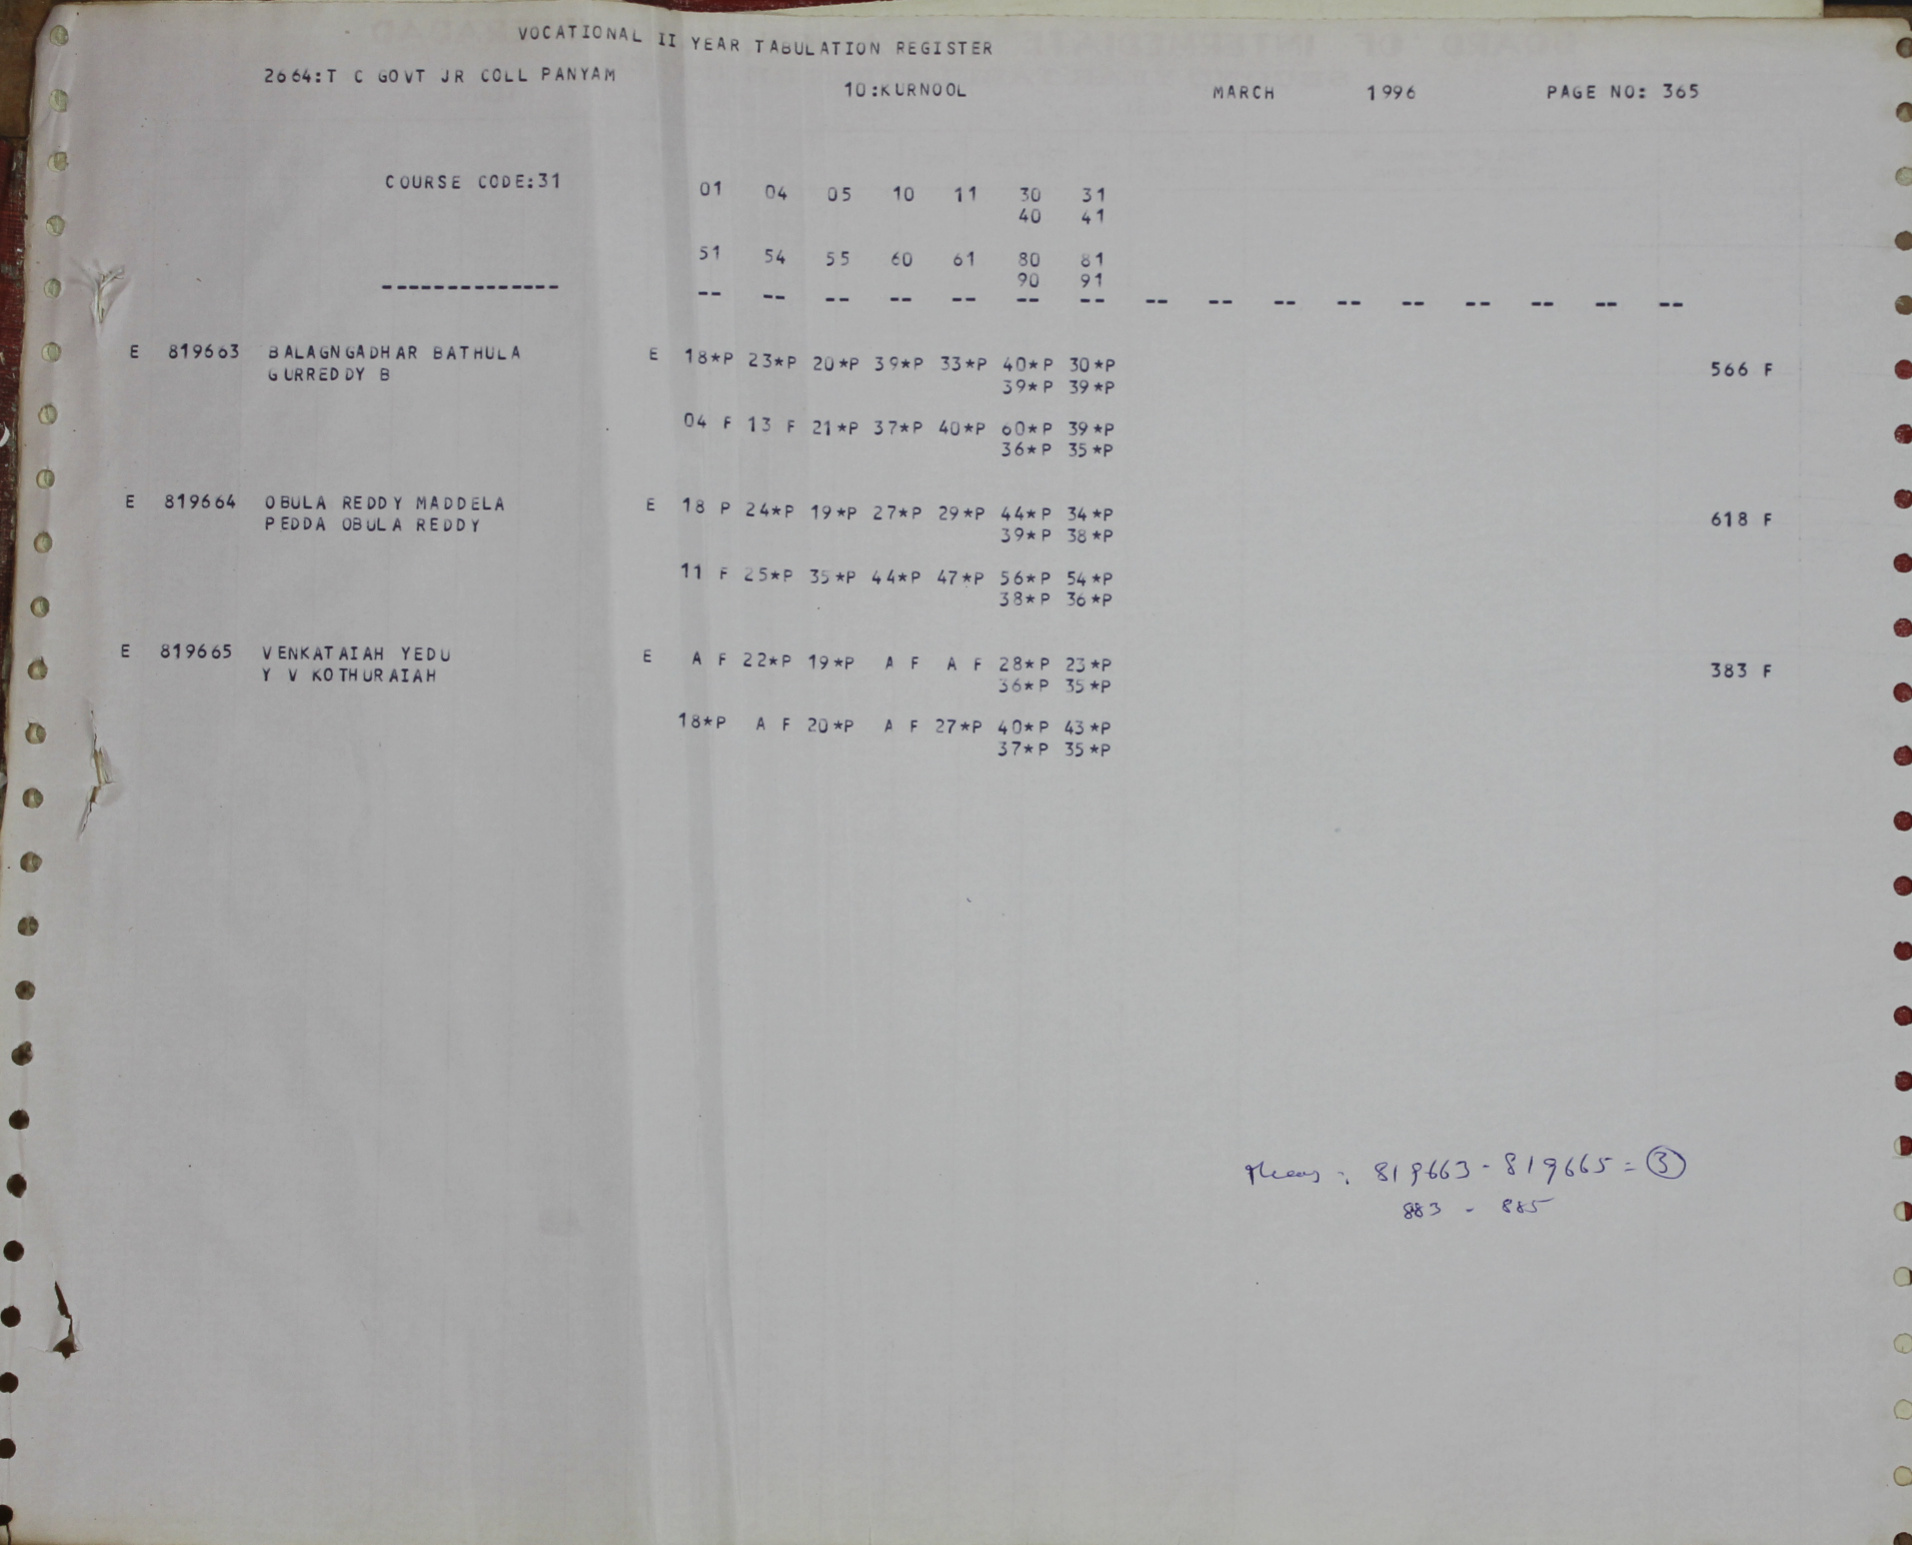 VOCATIONAL II YEAR TABULATION REGISTER
2664:T C GOVT JR COLL PANYAM 10:KURNOOL MARCH 1996 PAGE NO: 365
COURSE CODE:31 01 04 05 10 11 30 31
40 41
51 54 55 60 61 80 81
90 91
-------------- -- -- -- -- -- -- -- -- -- -- -- -- -- -- -- --
E 819663 BALAGNGADHAR BATHULA E 18*P 23*P 20*P 39*P 33*P 40*P 30*P 566 F
GURREDDY B 39*P 39*P
04 F 13 F 21*P 37*P 40*P 60*P 39*P
36*P 35*P
E 819664 OBULA REDDY MADDELA E 18 P 24*P 19*P 27*P 29*P 44*P 34*P 618 F
PEDDA OBULA REDDY 39*P 38*P
11 F 25*P 35*P 44*P 47*P 56*P 54*P
38*P 36*P
E 819665 VENKATAIAH YEDU E A F 22*P 19*P A F A F 28*P 23*P 383 F
Y V KOTHURAIAH 36*P 35*P
18*P A F 20*P A F 27*P 40*P 43*P
37*P 35*P
: 819663 - 819665 = 3
883 - 885